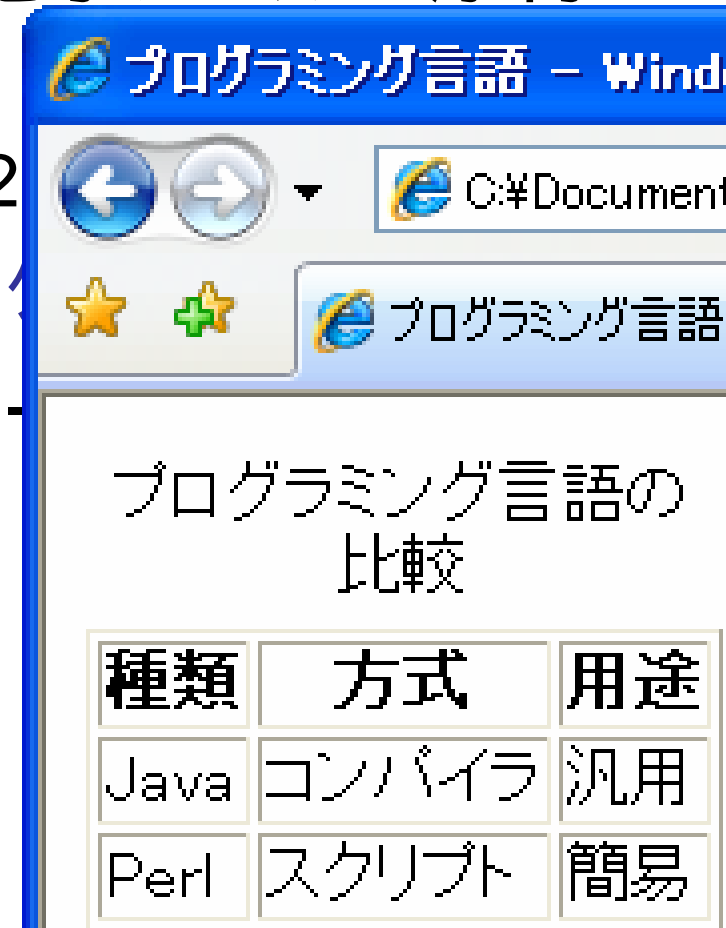 プログラミング言語 - Wind
2
C:¥Document
プログラミング言語
プログラミング言語の
比較
種類 方式 用途
Java コンパイラ 汎用
Perl スクリプト 簡易